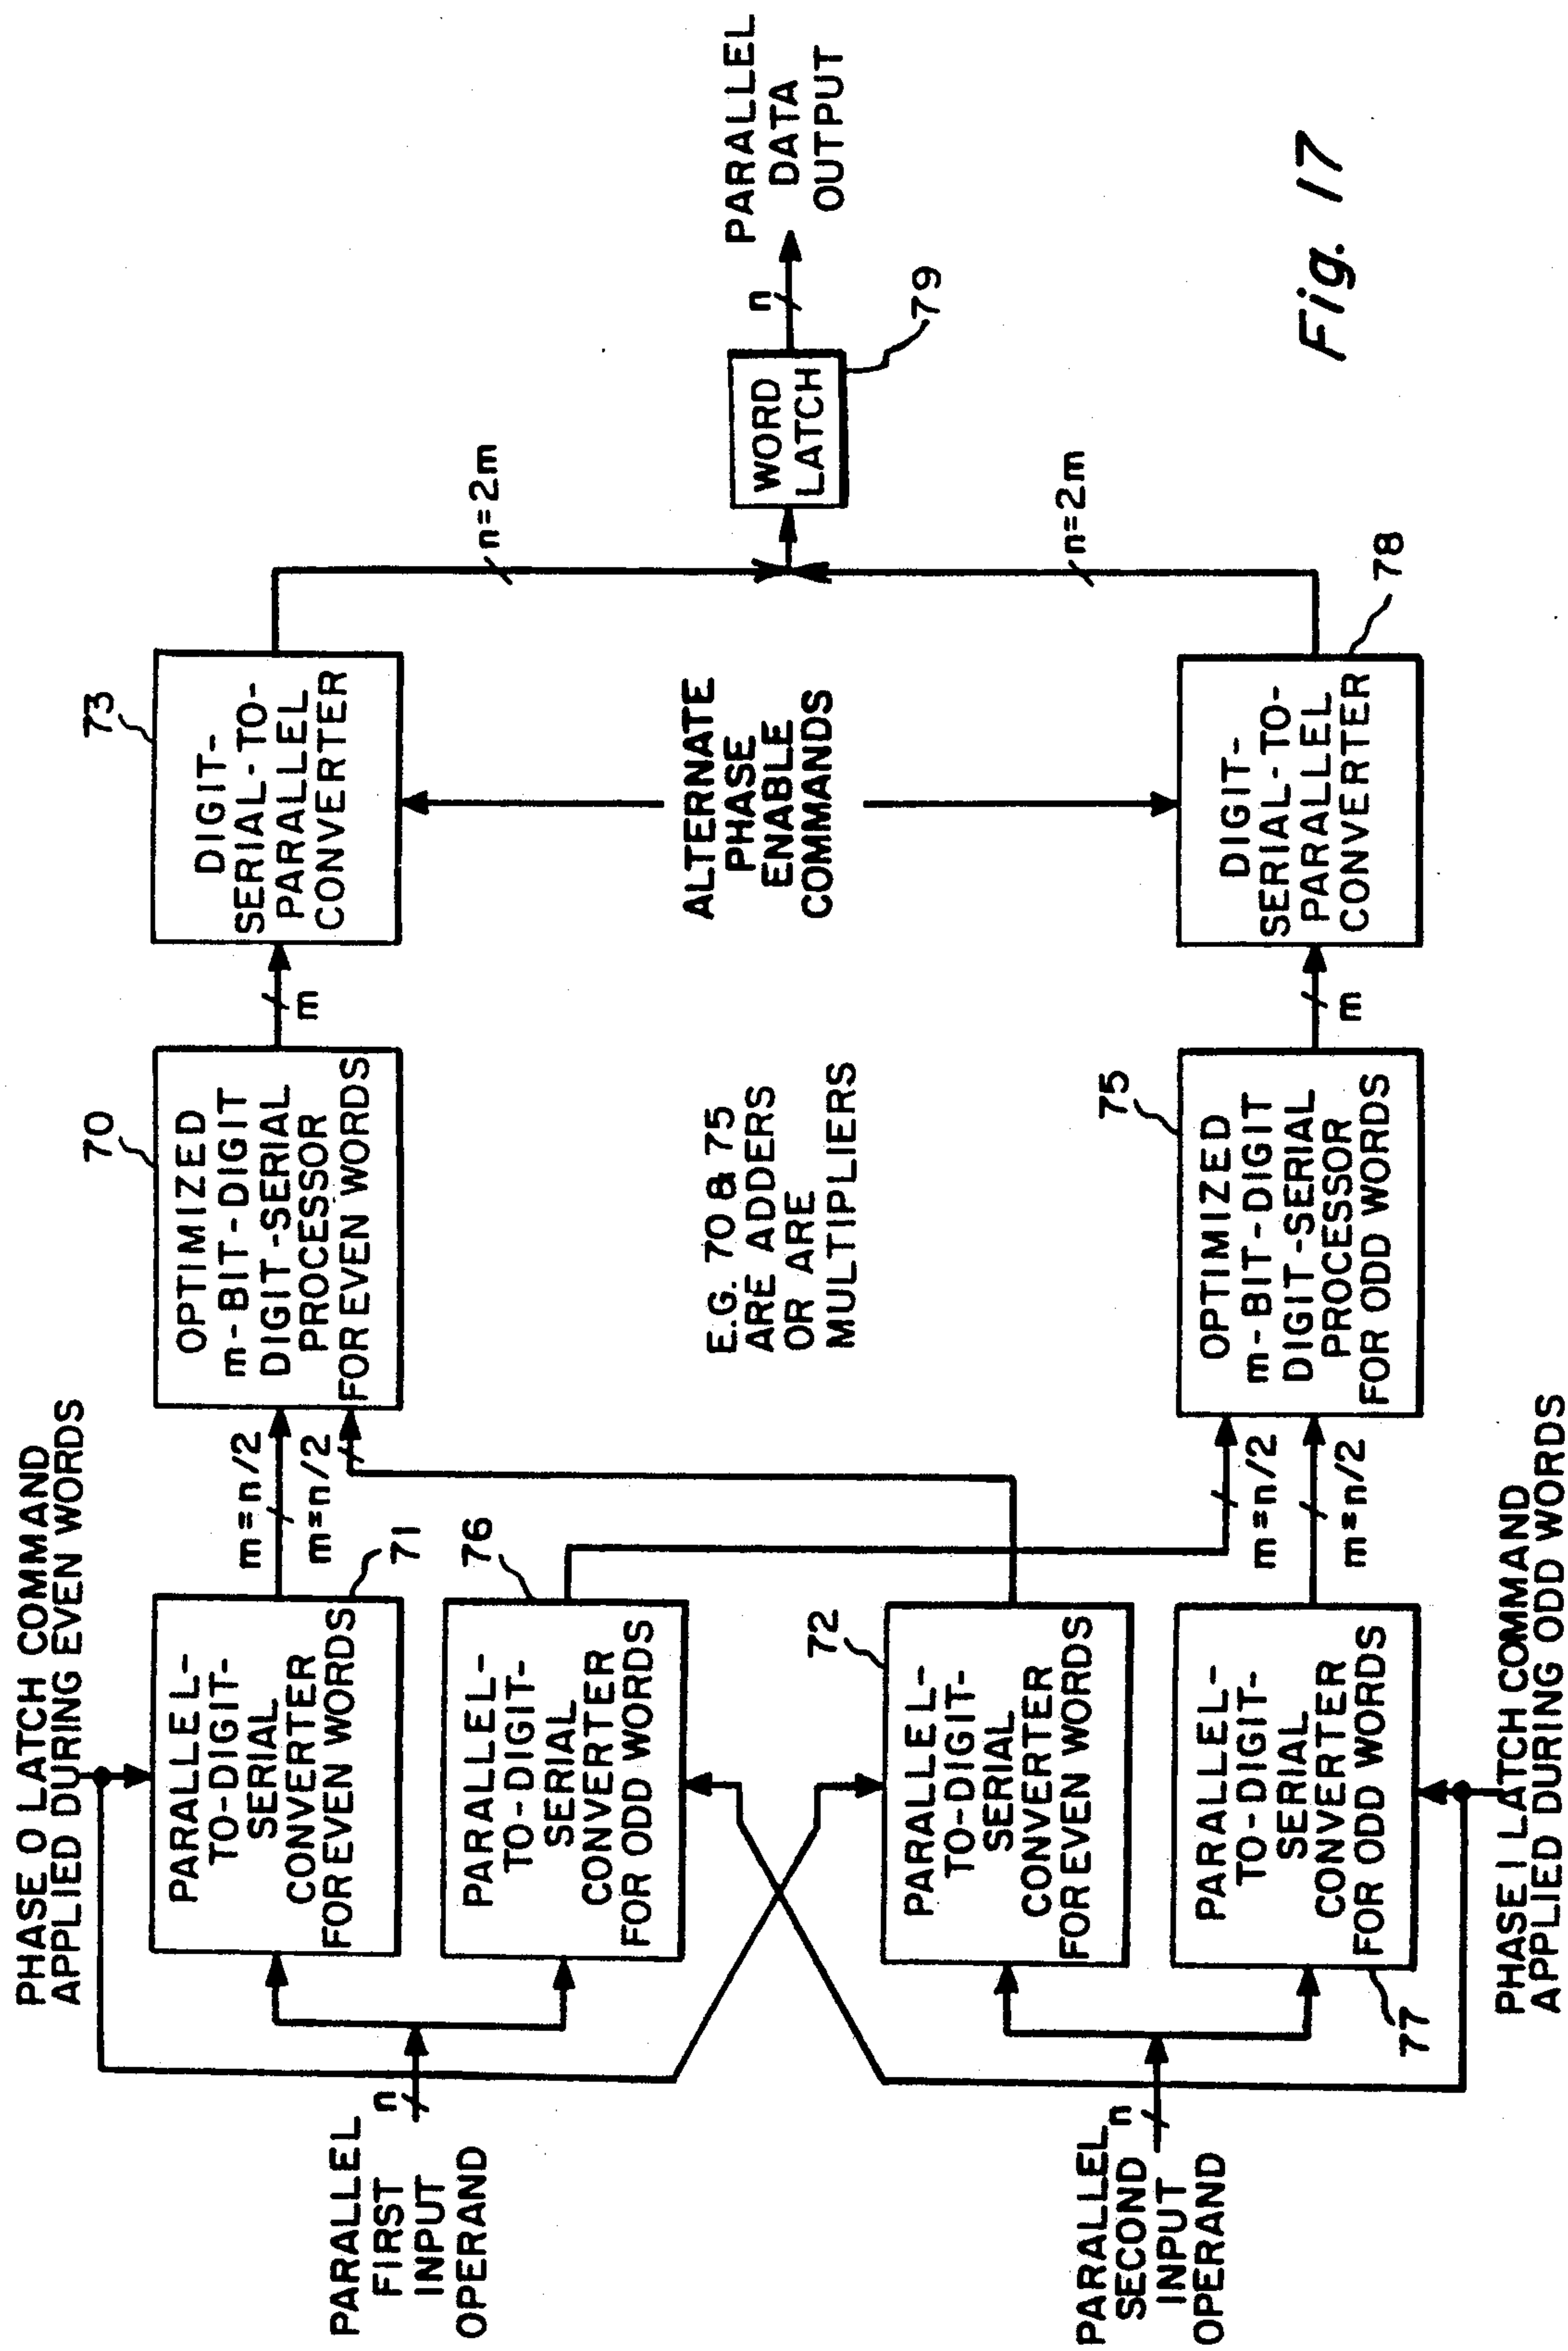 PHASE 0 LATCH COMMAND
APPLIED DURING EVEN WORDS
PARALLEL
FIRST
INPUT
OPERAND
n
PARALLEL-
TO-DIGIT-
SERIAL
CONVERTER
FOR EVEN WORDS
71
m=n/2
m=n/2
PARALLEL-
TO-DIGIT-
SERIAL
CONVERTER
FOR ODD WORDS
76
OPTIMIZED
m-BIT-DIGIT
DIGIT-SERIAL
PROCESSOR
FOR EVEN WORDS
70
m
DIGIT-
SERIAL-TO-
PARALLEL
CONVERTER
73
n=2m
E.G. 70 & 75
ARE ADDERS
OR ARE
MULTIPLIERS
ALTERNATE
PHASE
ENABLE
COMMANDS
WORD
LATCH
79
n
PARALLEL
DATA
OUTPUT
PARALLEL
SECOND
INPUT
OPERAND
n
PARALLEL-
TO-DIGIT-
SERIAL
CONVERTER
FOR EVEN WORDS
72
PARALLEL-
TO-DIGIT-
SERIAL
CONVERTER
FOR ODD WORDS
77
m=n/2
m=n/2
OPTIMIZED
m-BIT-DIGIT
DIGIT-SERIAL
PROCESSOR
FOR ODD WORDS
75
m
DIGIT-
SERIAL-TO-
PARALLEL
CONVERTER
78
n=2m
PHASE 1 LATCH COMMAND
APPLIED DURING ODD WORDS
Fig. 17